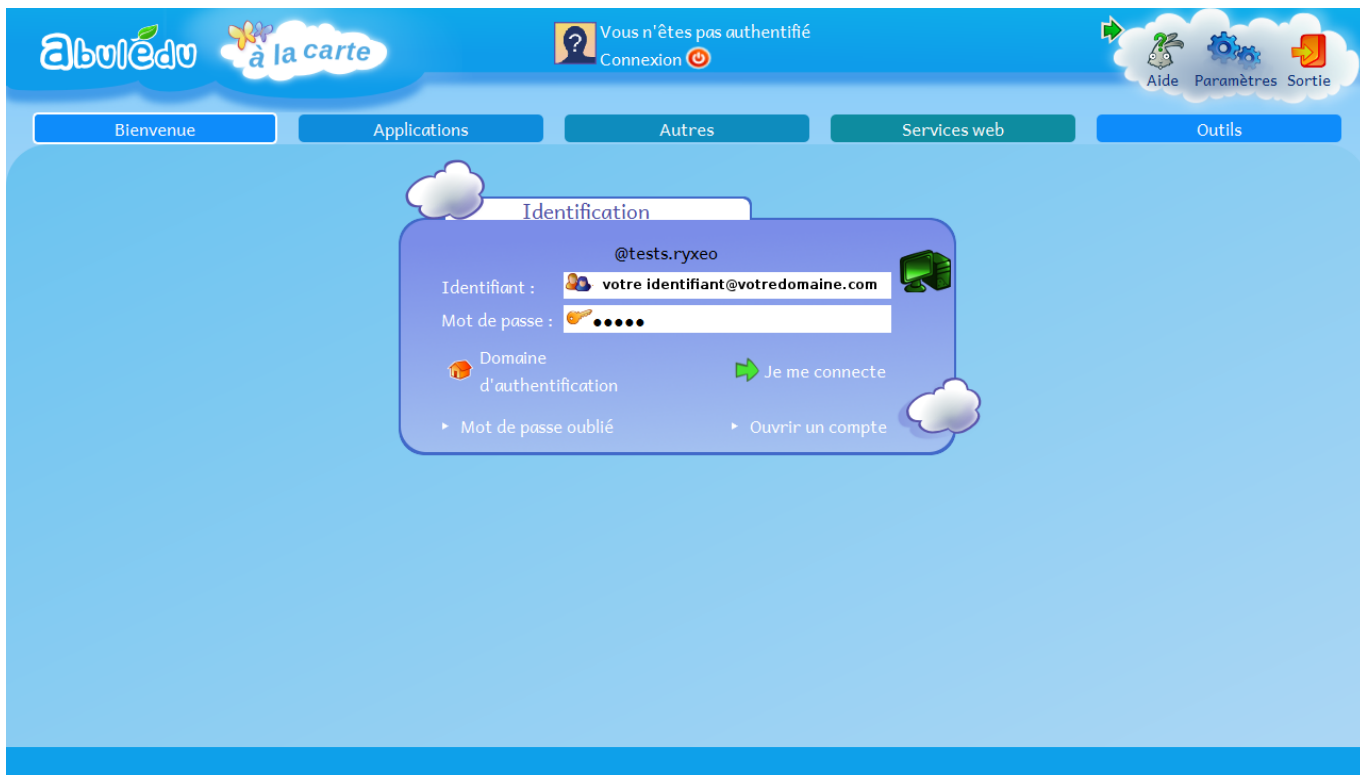 abulédu
à la carte
Vous n'êtes pas authentifié
Connexion
Aide Paramètres Sortie
Bienvenue Applications Autres Services web Outils
Identification
@tests.ryxeo
Identifiant : votre identifiant@votredomaine.com
Mot de passe : •••••
Domaine
d'authentification
Je me connecte
Mot de passe oublié
Ouvrir un compte